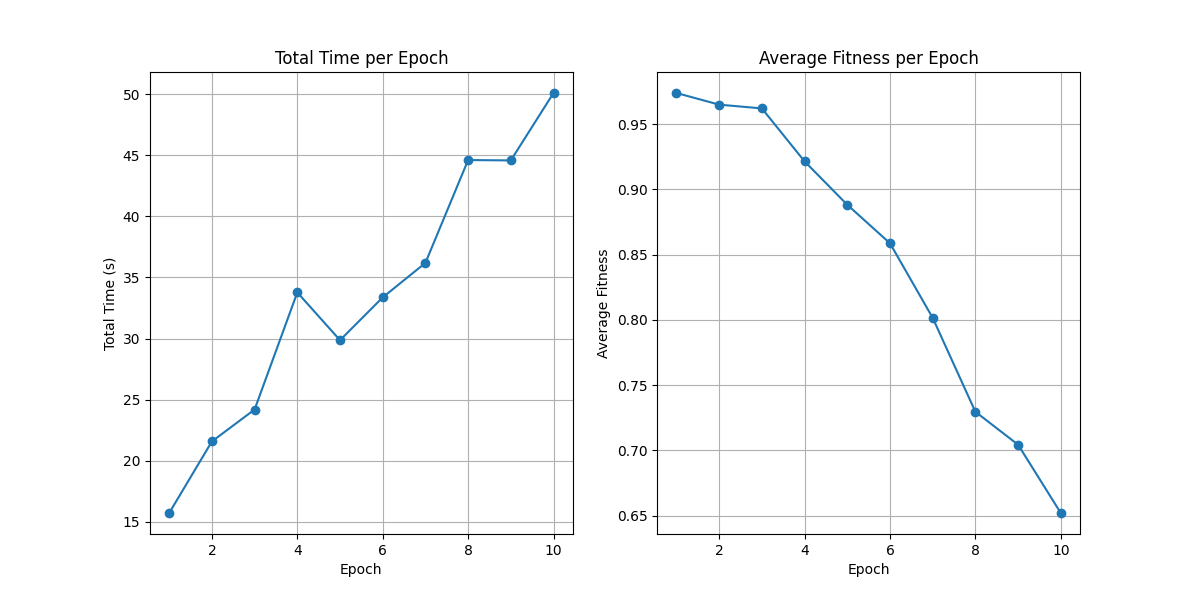 Total Time per Epoch
50
45
40
35
30
25
20
15
Total Time (s)
2 4 6 8 10
Epoch
Average Fitness per Epoch
0.95
0.90
0.85
0.80
0.75
0.70
0.65
Average Fitness
2 4 6 8 10
Epoch